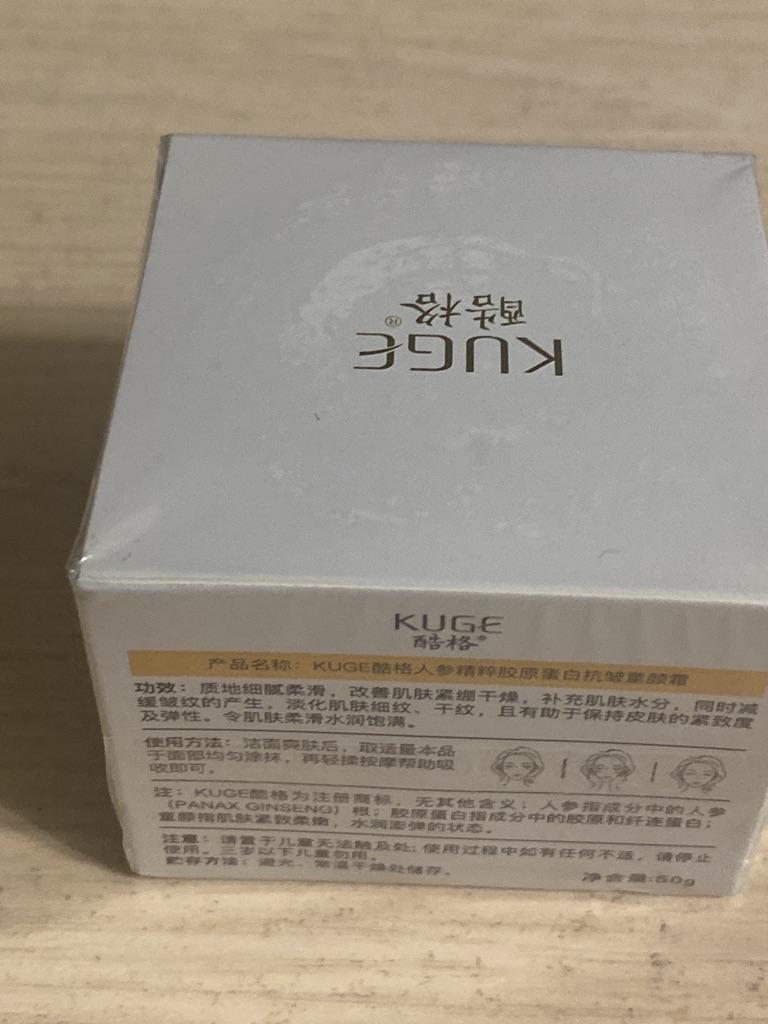 酷格®
KUGE
KUGE
酷格®
产品名称：KUGE酷格人参精粹胶原蛋白抗皱童颜霜
功效：质地细腻柔滑，改善肌肤紧绷干燥，补充肌肤水分，同时减
缓皱纹的产生，淡化肌肤细纹、干纹，且有助于保持皮肤的紧致度
及弹性。令肌肤柔滑水润饱满。
使用方法：洁面爽肤后，取适量本品
于面部均匀涂抹，再轻揉按摩帮助吸
收即可。
注：KUGE酷格为注册商标，无其他含义；人参指成分中的人参
(PANAX GINSENG) 根；胶原蛋白指成分中的胶原和纤连蛋白；
童颜指肌肤紧致柔嫩，水润澎弹的状态。
注意：请置于儿童无法触及处；使用过程中如有任何不适，请停止
使用。三岁以下儿童勿用。
贮存方法：避光、常温干燥处储存。
净含量:50g